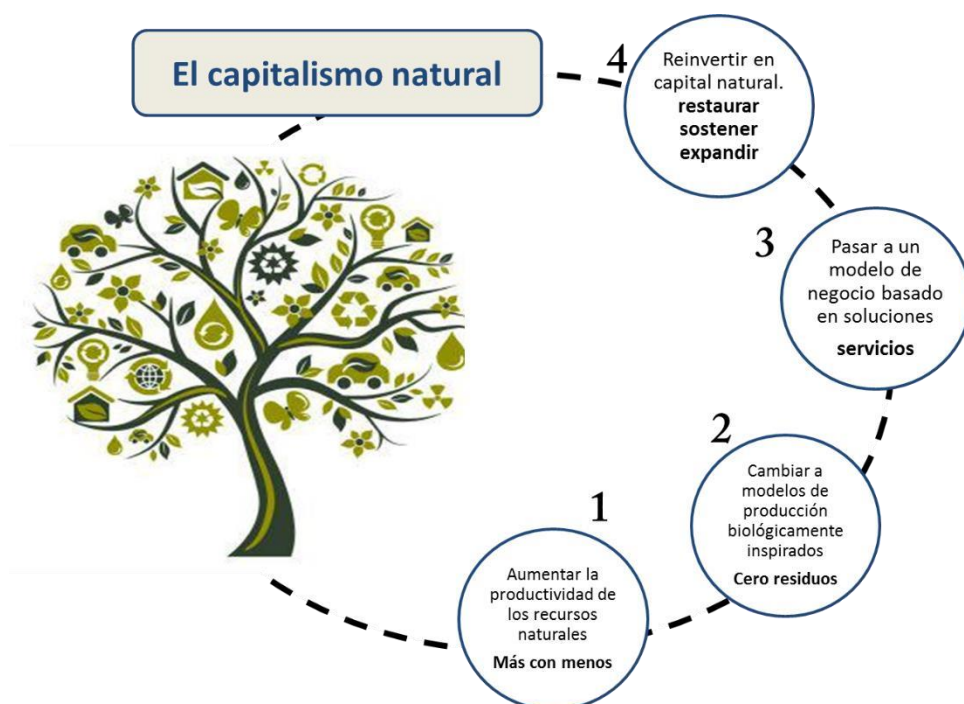 El capitalismo natural
4
Reinvertir en
capital natural.
restaurar
sostener
expandir
3
Pasar a un
modelo de
negocio basado
en soluciones
servicios
2
Cambiar a
modelos de
producción
biológicamente
inspirados
Cero residuos
1
Aumentar la
productividad de
los recursos
naturales
Más con menos